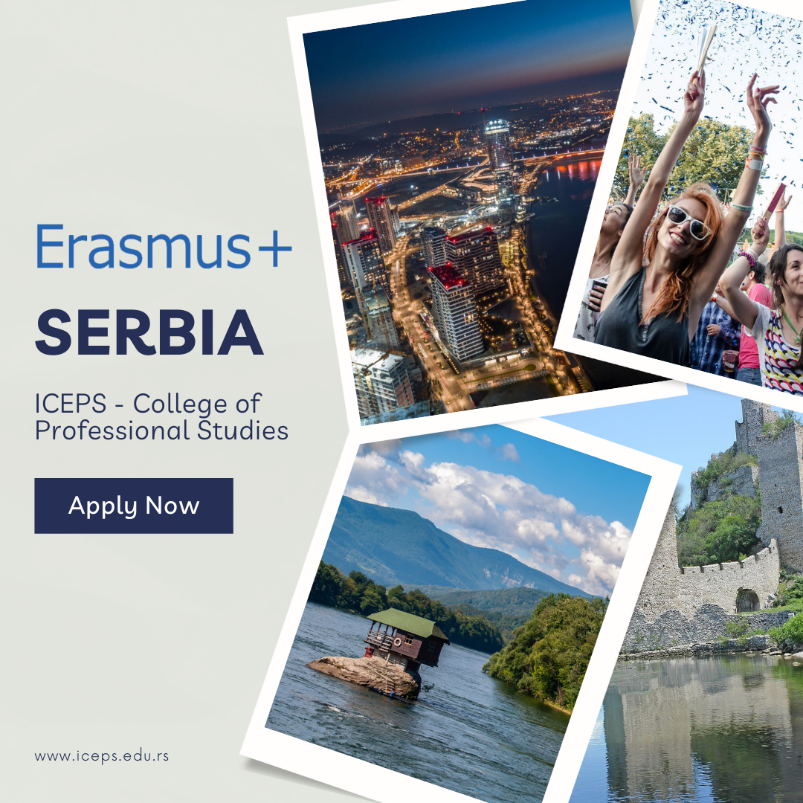 Erasmus+
SERBIA
ICEPS - College of
Professional Studies
Apply Now
www.iceps.edu.rs